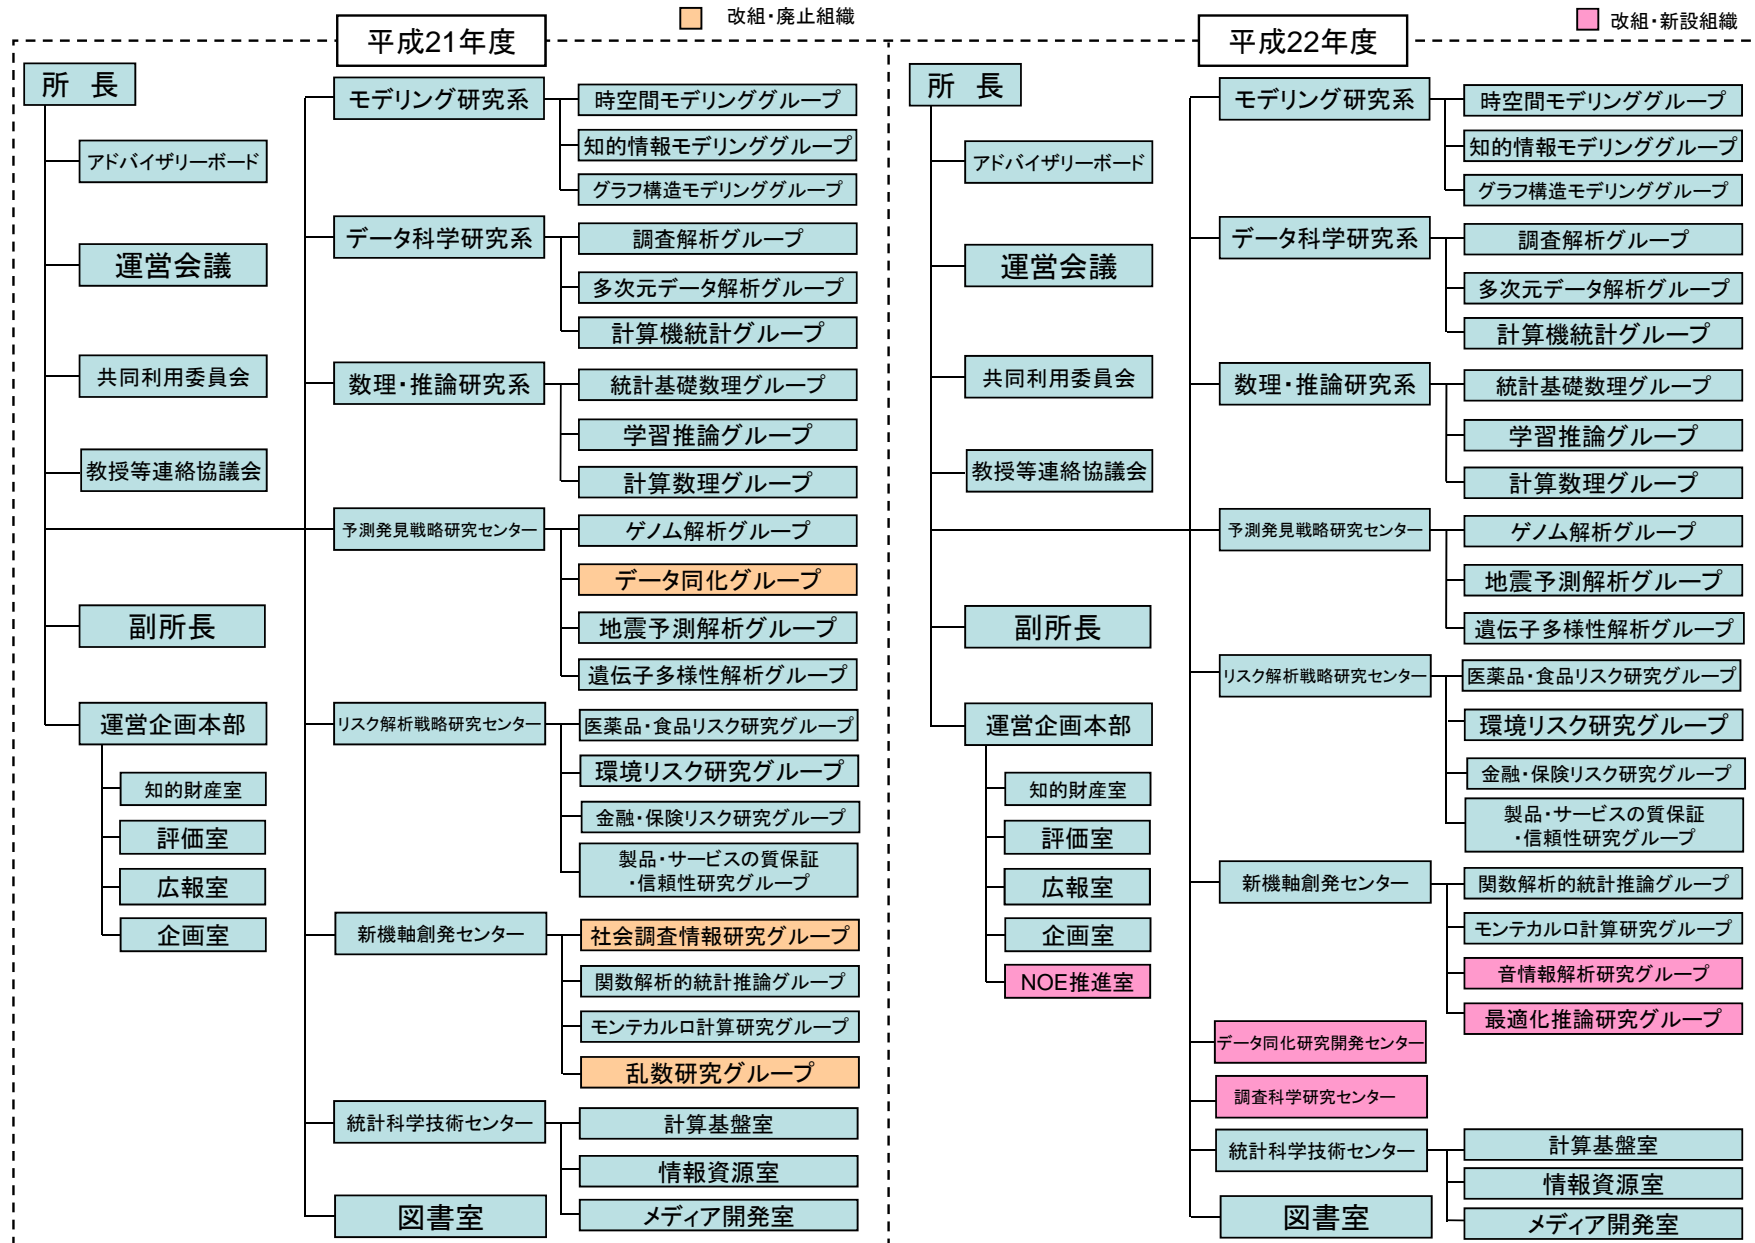 改組・廃止組織
平成21年度
所 長
アドバイザリーボード
運営会議
共同利用委員会
教授等連絡協議会
副所長
運営企画本部
知的財産室
評価室
広報室
企画室
モデリング研究系
時空間モデリンググループ
知的情報モデリンググループ
グラフ構造モデリンググループ
データ科学研究系
調査解析グループ
多次元データ解析グループ
計算機統計グループ
数理・推論研究系
統計基礎数理グループ
学習推論グループ
計算数理グループ
予測発見戦略研究センター
ゲノム解析グループ
データ同化グループ
地震予測解析グループ
遺伝子多様性解析グループ
リスク解析戦略研究センター
医薬品・食品リスク研究グループ
環境リスク研究グループ
金融・保険リスク研究グループ
製品・サービスの質保証
・信頼性研究グループ
新機軸創発センター
社会調査情報研究グループ
関数解析的統計推論グループ
モンテカルロ計算研究グループ
乱数研究グループ
統計科学技術センター
計算基盤室
情報資源室
メディア開発室
図書室
改組・新設組織
平成22年度
所 長
アドバイザリーボード
運営会議
共同利用委員会
教授等連絡協議会
副所長
運営企画本部
知的財産室
評価室
広報室
企画室
NOE推進室
モデリング研究系
時空間モデリンググループ
知的情報モデリンググループ
グラフ構造モデリンググループ
データ科学研究系
調査解析グループ
多次元データ解析グループ
計算機統計グループ
数理・推論研究系
統計基礎数理グループ
学習推論グループ
計算数理グループ
予測発見戦略研究センター
ゲノム解析グループ
地震予測解析グループ
遺伝子多様性解析グループ
リスク解析戦略研究センター
医薬品・食品リスク研究グループ
環境リスク研究グループ
金融・保険リスク研究グループ
製品・サービスの質保証
・信頼性研究グループ
新機軸創発センター
関数解析的統計推論グループ
モンテカルロ計算研究グループ
音情報解析研究グループ
最適化推論研究グループ
データ同化研究開発センター
調査科学研究センター
統計科学技術センター
計算基盤室
情報資源室
メディア開発室
図書室